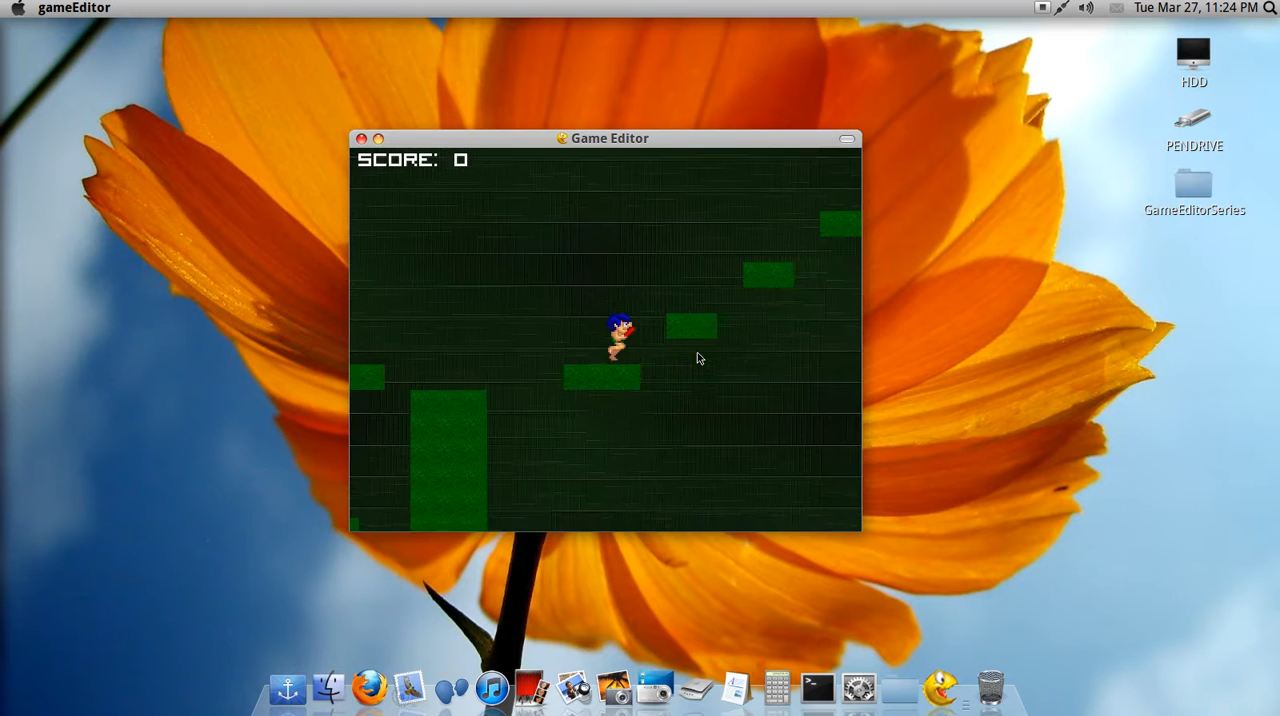 gameEditor
Tue Mar 27, 11:24 PM
HDD
PENDRIVE
GameEditorSeries
Game Editor
SCORE: 0